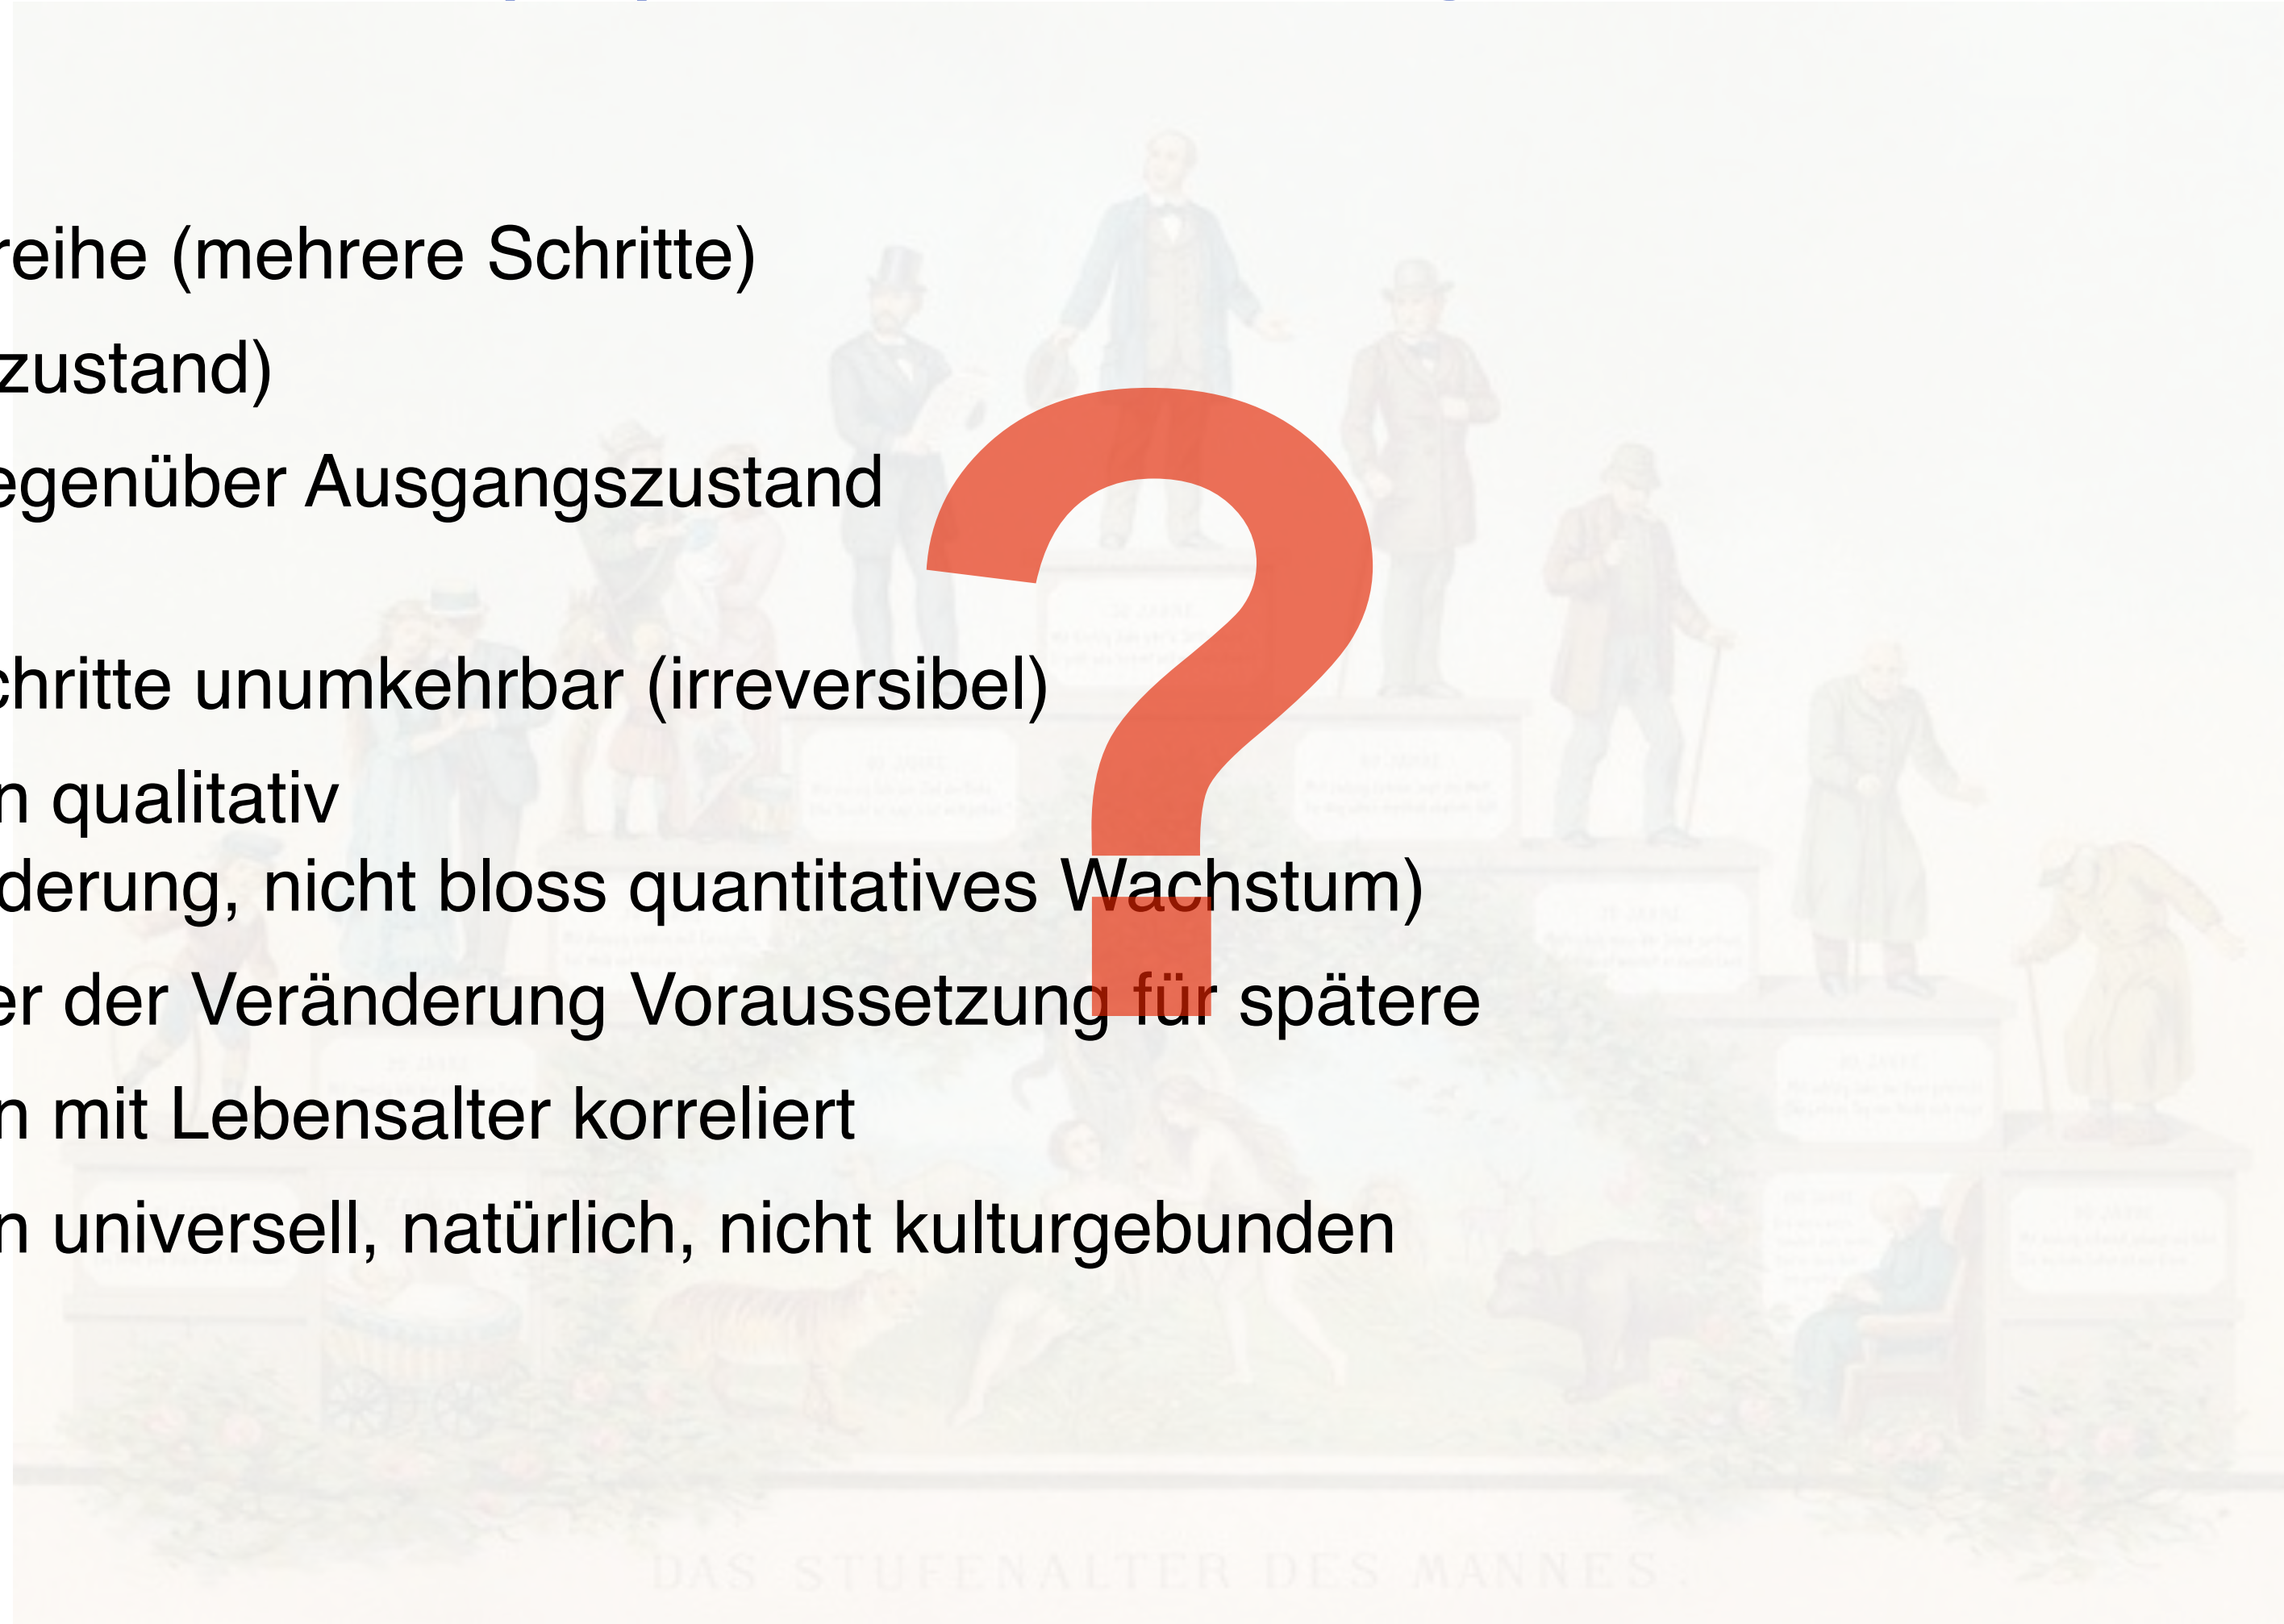 reihe (mehrere Schritte)
zustand)
egenüber Ausgangszustand
chritte unumkehrbar (irreversibel)
n qualitativ
derung, nicht bloss quantitatives Wachstum)
er der Veränderung Voraussetzung für spätere
n mit Lebensalter korreliert
n universell, natürlich, nicht kulturgebunden
?
DAS STUFENALTER DES MANNES.